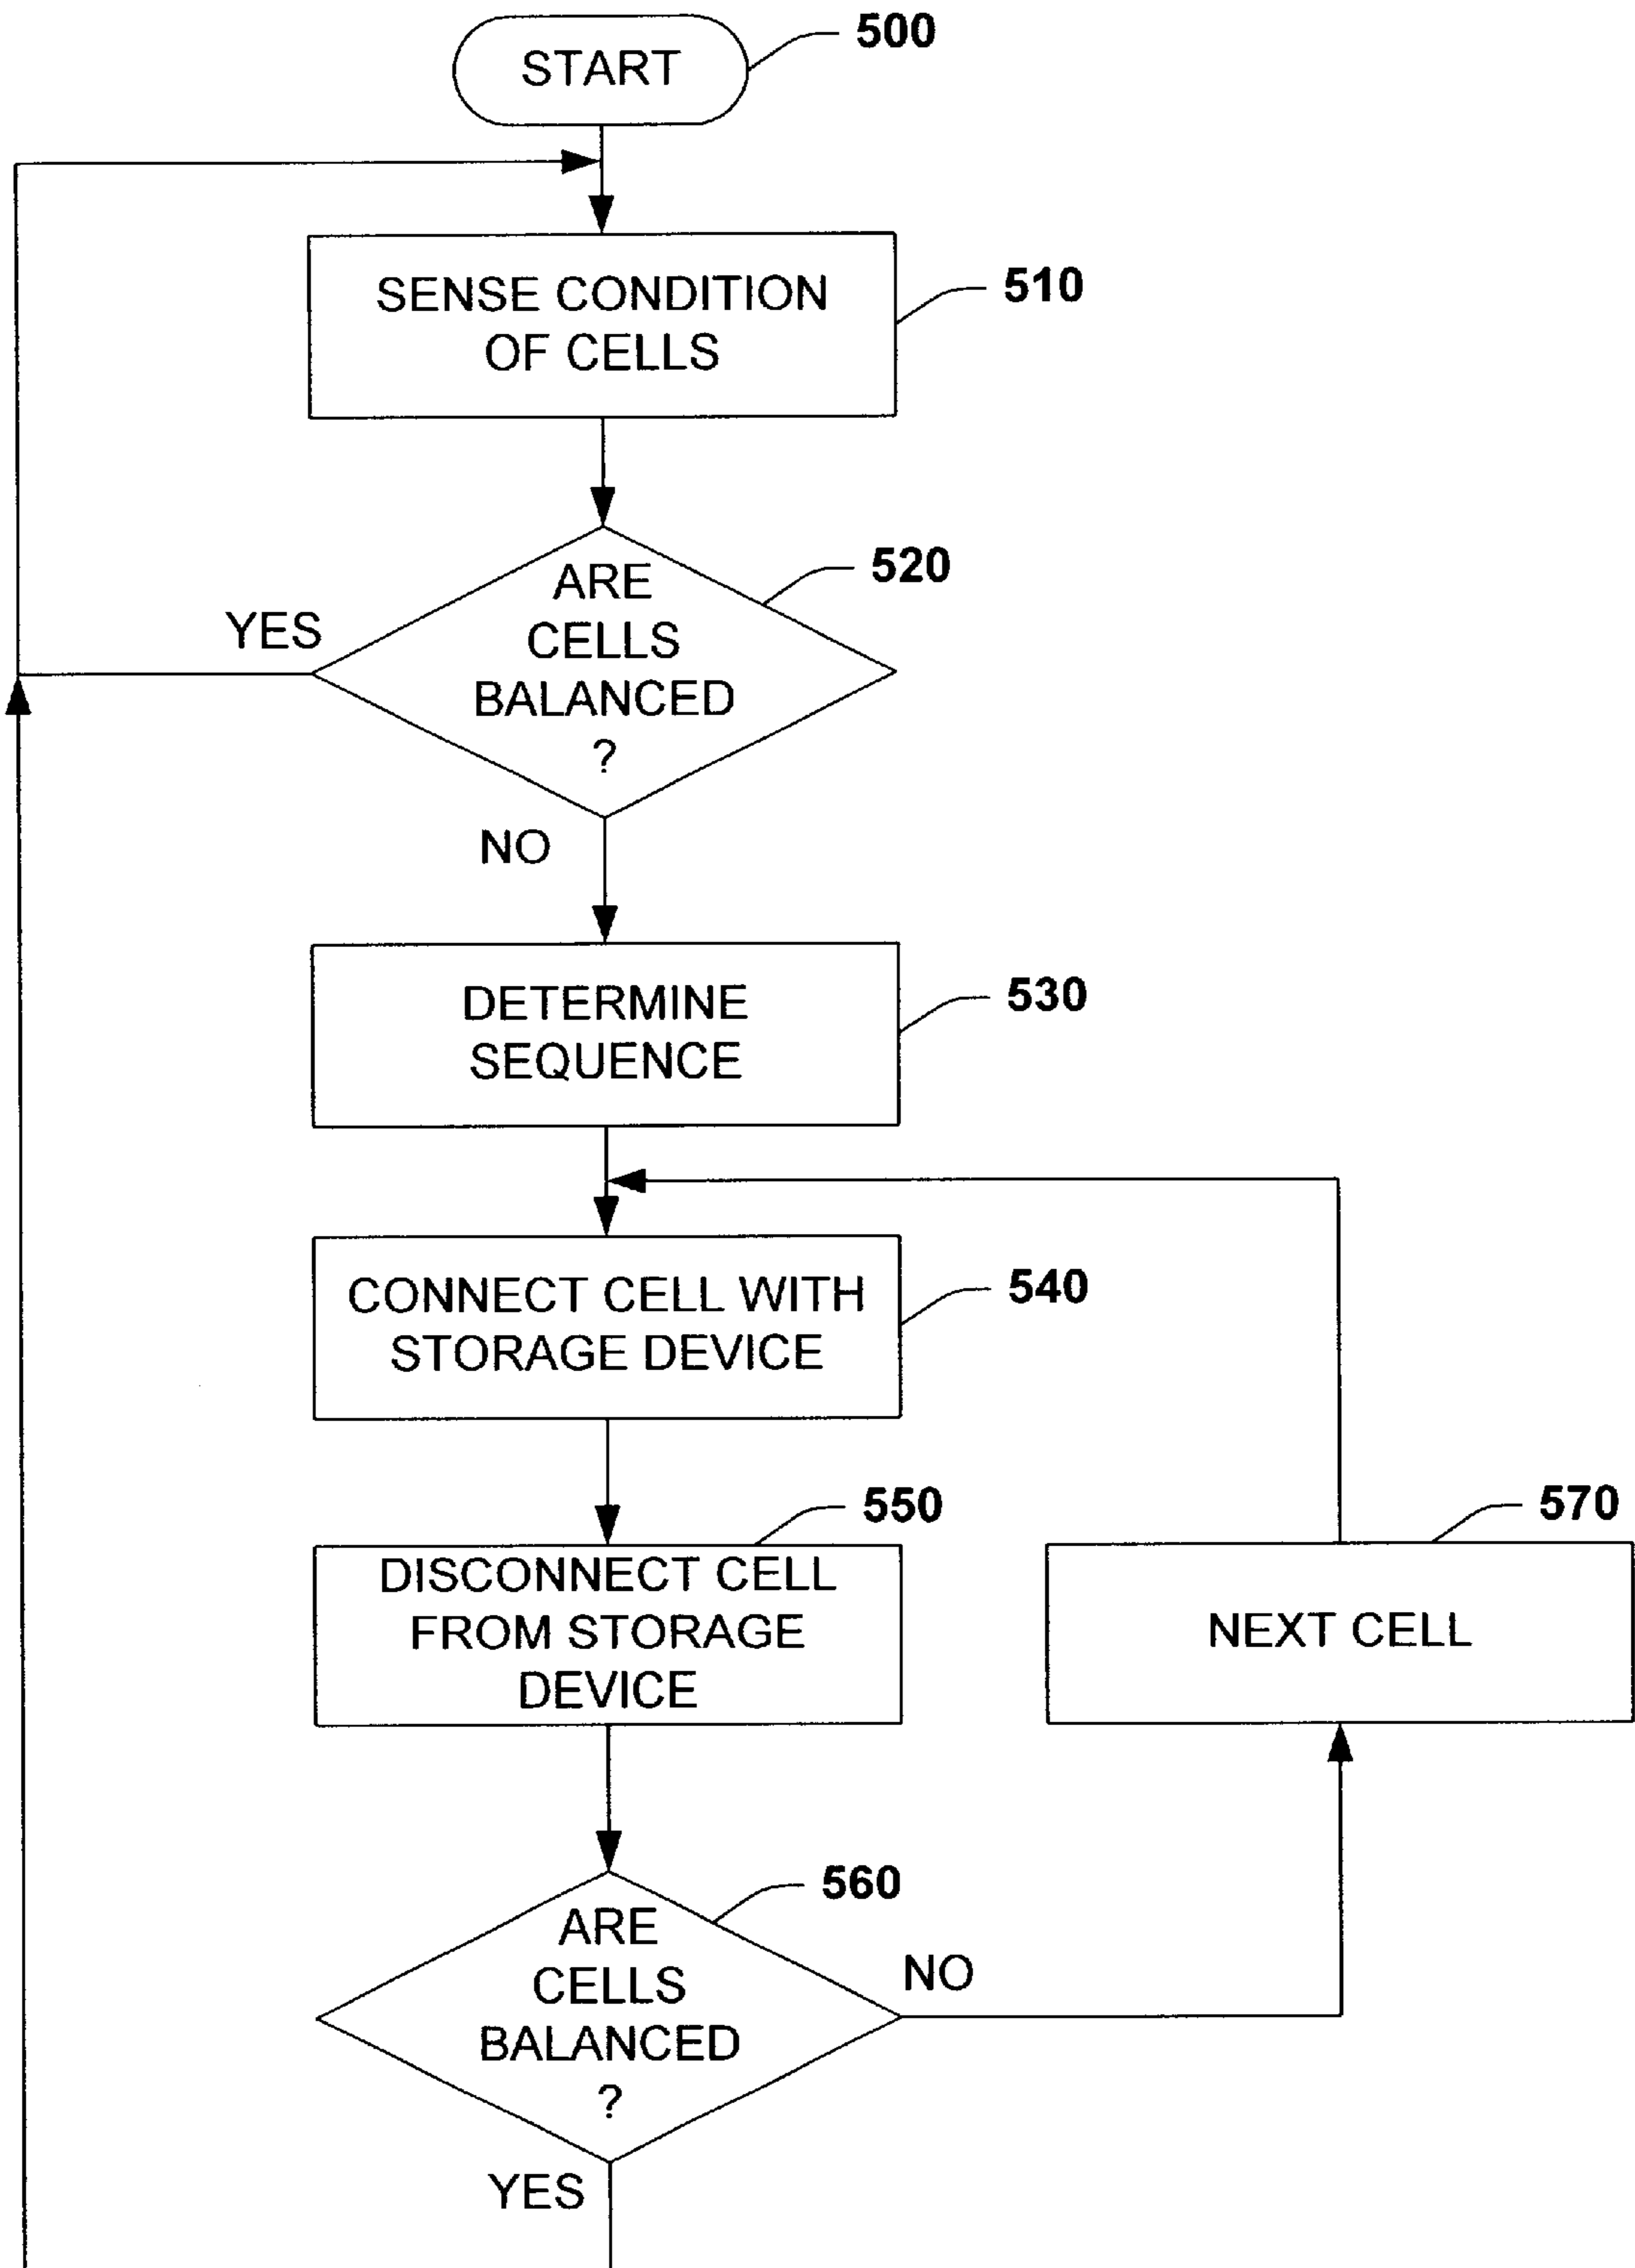 START
500
SENSE CONDITION
OF CELLS
510
ARE
CELLS
BALANCED
?
520
YES
NO
DETERMINE
SEQUENCE
530
CONNECT CELL WITH
STORAGE DEVICE
540
DISCONNECT CELL
FROM STORAGE
DEVICE
550
NEXT CELL
570
ARE
CELLS
BALANCED
?
560
NO
YES